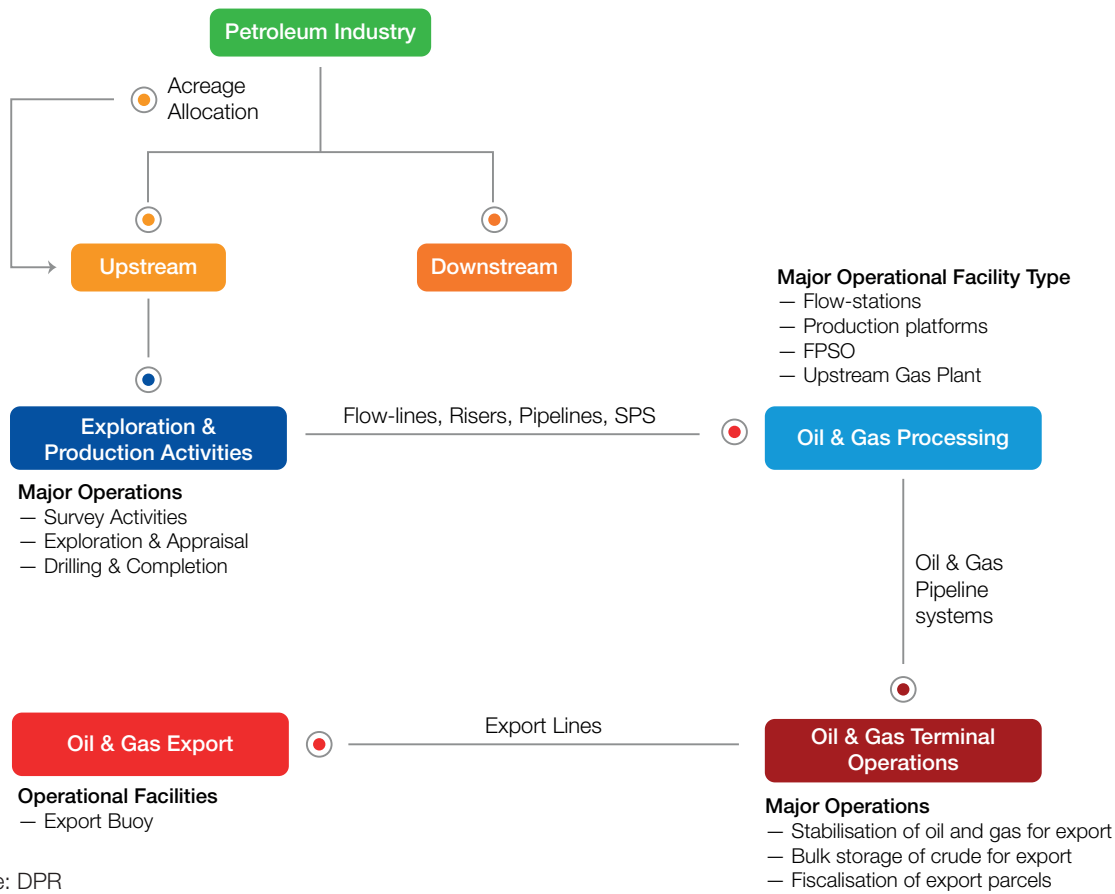 Petroleum Industry
Acreage
Allocation
Upstream
Downstream
Major Operational Facility Type
— Flow-stations
— Production platforms
— FPSO
— Upstream Gas Plant
Exploration &
Production Activities
Flow-lines, Risers, Pipelines, SPS
Oil & Gas Processing
Major Operations
— Survey Activities
— Exploration & Appraisal
— Drilling & Completion
Oil & Gas
Pipeline
systems
Oil & Gas Export
Export Lines
Oil & Gas Terminal
Operations
Operational Facilities
— Export Buoy
Major Operations
— Stabilisation of oil and gas for export
— Bulk storage of crude for export
— Fiscalisation of export parcels
e: DPR